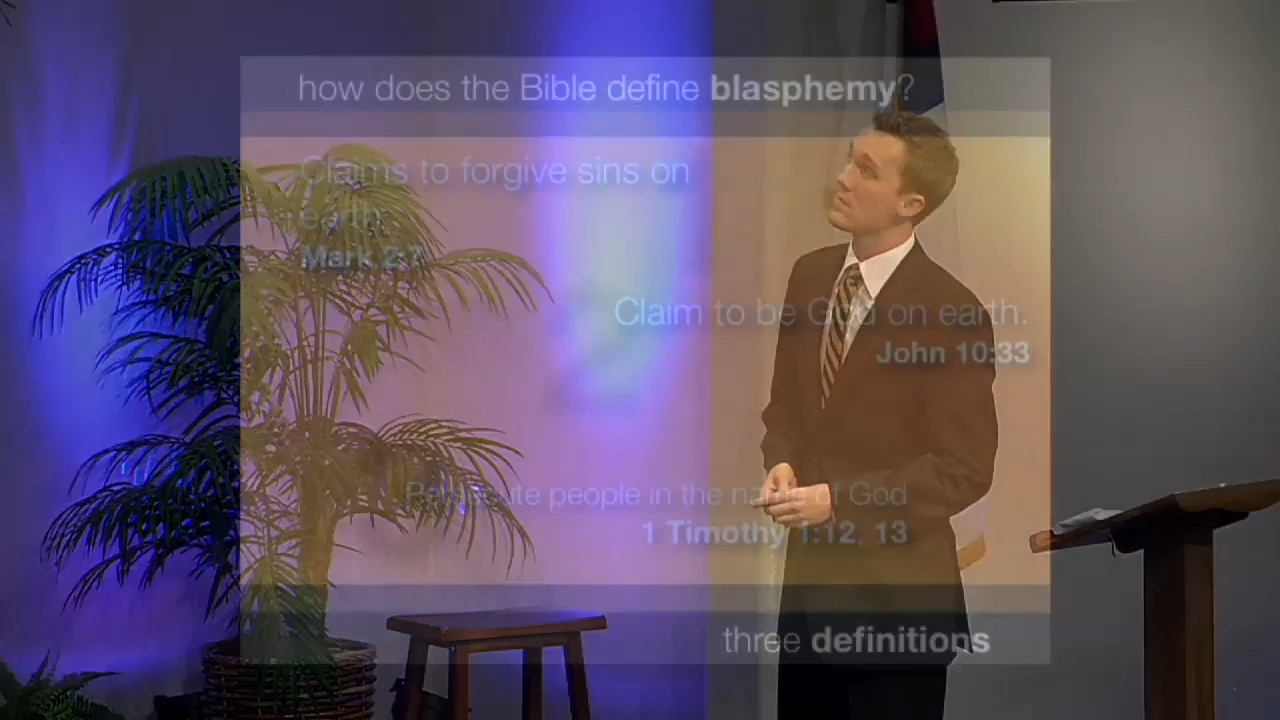 how does the Bible define blasphemy?
Claims to forgive sins on
earth.
Mark 2:7
Claim to be God on earth.
John 10:33
Persecute people in the name of God
1 Timothy 1:12, 13
three definitions